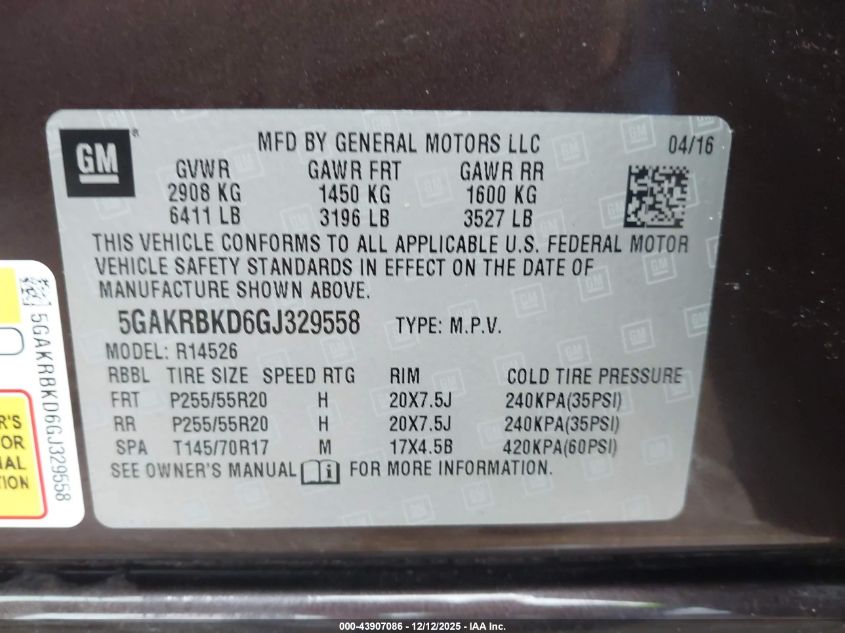 GM
®
MFD BY GENERAL MOTORS LLC
04/16
GVWR GAWR FRT GAWR RR
2908 KG 1450 KG 1600 KG
6411 LB 3196 LB 3527 LB
THIS VEHICLE CONFORMS TO ALL APPLICABLE U.S. FEDERAL MOTOR
VEHICLE SAFETY STANDARDS IN EFFECT ON THE DATE OF
MANUFACTURE SHOWN ABOVE.
5GAKRBKD6GJ329558 TYPE: M.P.V.
MODEL: R14526
RBBL TIRE SIZE SPEED RTG RIM COLD TIRE PRESSURE
FRT P255/55R20 H 20X7.5J 240KPA(35PSI)
RR P255/55R20 H 20X7.5J 240KPA(35PSI)
SPA T145/70R17 M 17X4.5B 420KPA(60PSI)
SEE OWNER'S MANUAL i FOR MORE INFORMATION.
5GAKRBKD6GJ329558
R'S
OR
NAL
TION
000-43907086 - 12/12/2025 - IAA Inc.